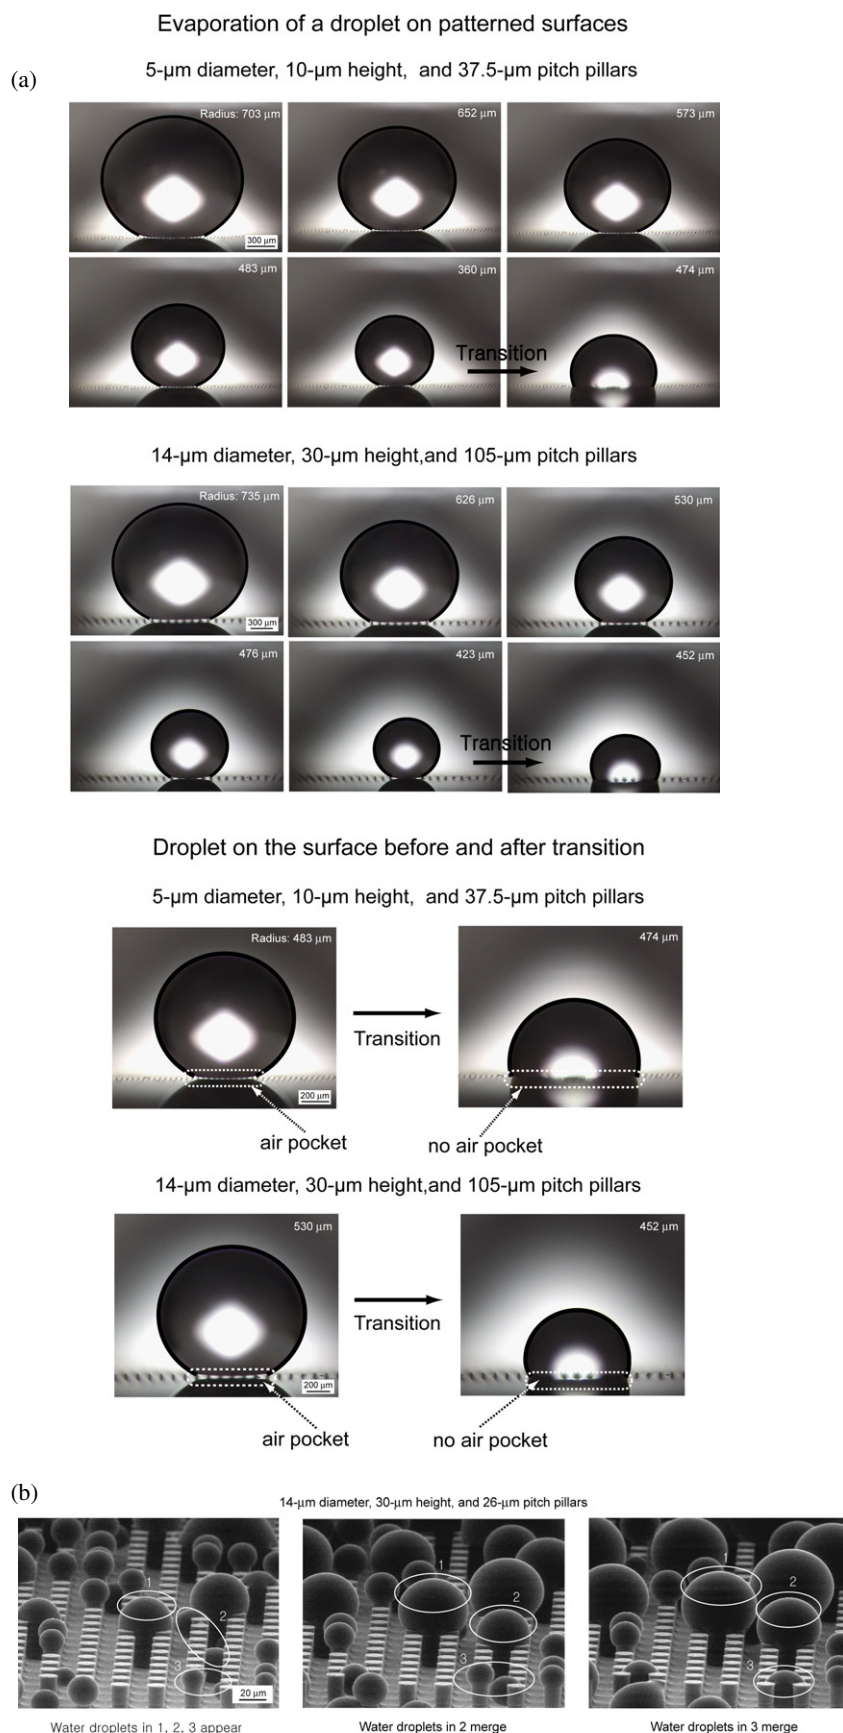 Evaporation of a droplet on patterned surfaces
(a)
5-μm diameter, 10-μm height, and 37.5-μm pitch pillars
Radius: 703 μm
652 μm
573 μm
300 μm
483 μm
360 μm
474 μm
Transition
14-μm diameter, 30-μm height,and 105-μm pitch pillars
Radius: 735 μm
626 μm
530 μm
300 μm
476 μm
423 μm
452 μm
Transition
Droplet on the surface before and after transition
5-μm diameter, 10-μm height, and 37.5-μm pitch pillars
Radius: 483 μm
474 μm
Transition
200 μm
air pocket
no air pocket
14-μm diameter, 30-μm height,and 105-μm pitch pillars
530 μm
452 μm
Transition
200 μm
air pocket
no air pocket
(b)
14-μm diameter, 30-μm height, and 26-μm pitch pillars
1
2
3
20 μm
1
2
3
1
2
3
Water droplets in 1, 2, 3 appear
Water droplets in 2 merge
Water droplets in 3 merge